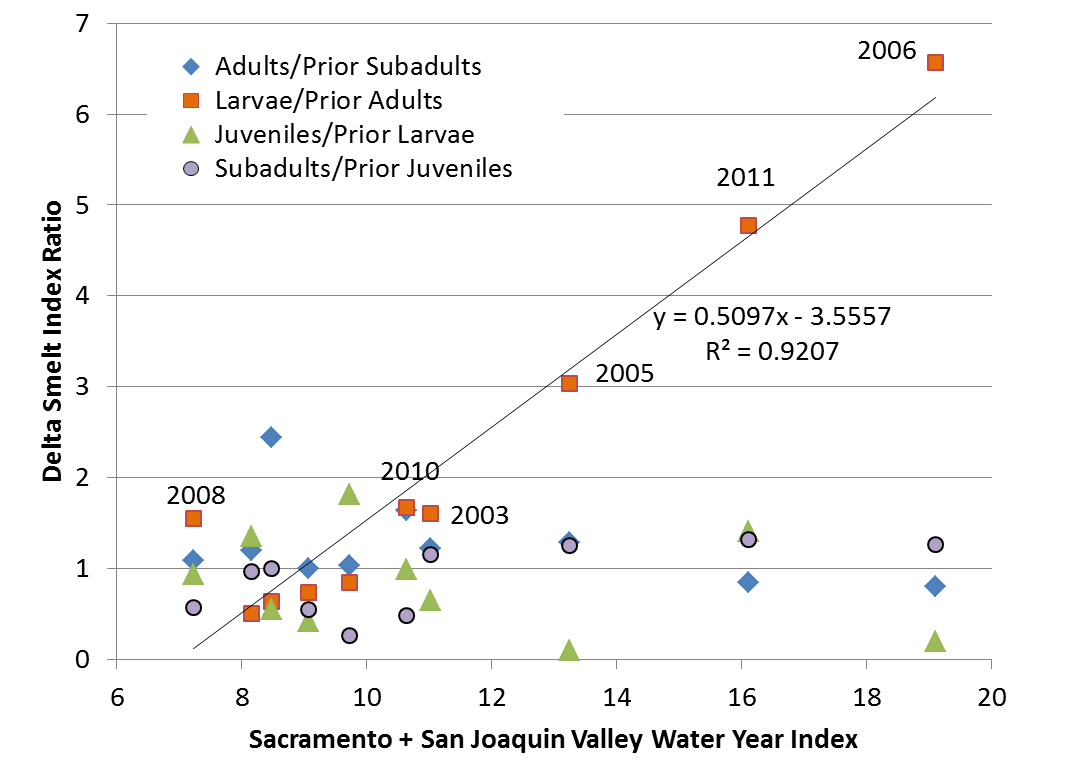 7
6
5
4
3
2
1
0
Delta Smelt Index Ratio
Adults/Prior Subadults
Larvae/Prior Adults
Juveniles/Prior Larvae
Subadults/Prior Juveniles
2006
2011
y = 0.5097x - 3.5557
R² = 0.9207
2005
2010
2008
2003
6 8 10 12 14 16 18 20
Sacramento + San Joaquin Valley Water Year Index